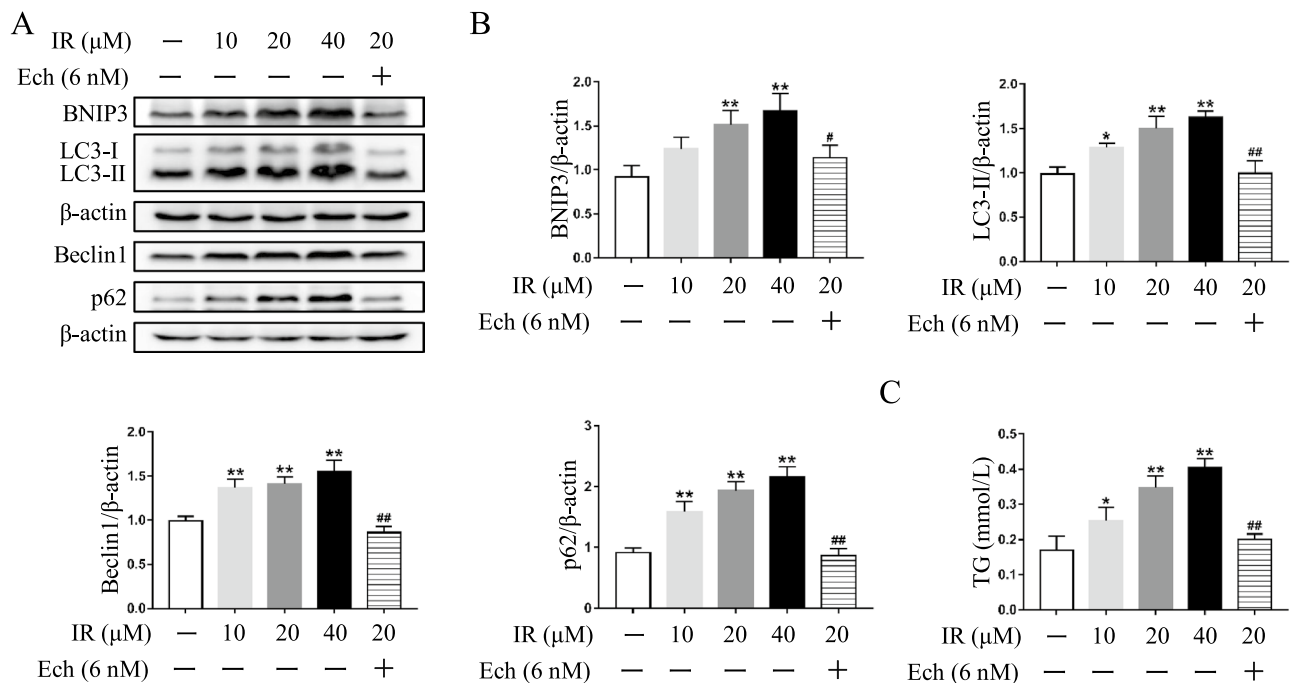 A
IR (μM) – 10 20 40 20
Ech (6 nM) – – – – +
BNIP3
LC3-I
LC3-II
β-actin
Beclin1
p62
β-actin
B
BNIP3/β-actin
2.0
1.5
1.0
0.5
0.0
** ** #
IR (μM) – 10 20 40 20
Ech (6 nM) – – – – +
LC3-II/β-actin
2.0
1.5
1.0
0.5
0.0
* ** ** ##
IR (μM) – 10 20 40 20
Ech (6 nM) – – – – +
Beclin1/β-actin
2.0
1.5
1.0
0.5
0.0
** ** ** ##
IR (μM) – 10 20 40 20
Ech (6 nM) – – – – +
p62/β-actin
3
2
1
0
** ** ** ##
IR (μM) – 10 20 40 20
Ech (6 nM) – – – – +
C
TG (mmol/L)
0.6
0.4
0.2
0.0
* ** ** ##
IR (μM) – 10 20 40 20
Ech (6 nM) – – – – +